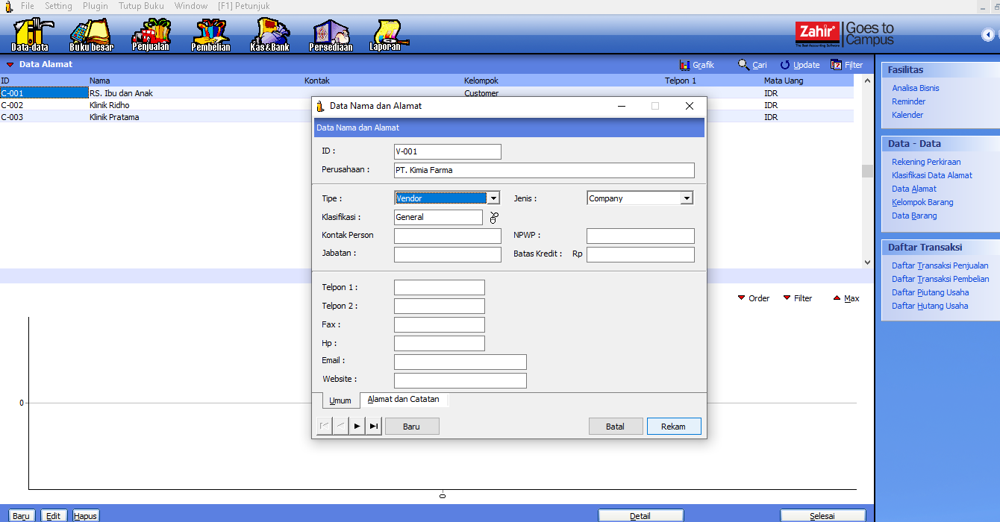 File Setting Plugin Tutup Buku Window [F1] Petunjuk
Data-data Buku besar Penjualan Pembelian Kas&Bank Persediaan Laporan
Zahir Goes to Campus
The Best Accounting Software
Data Alamat Grafik Cari Update Filter
ID Nama Kontak Kelompok Telpon 1 Mata Uang
C-001 RS. Ibu dan Anak Customer IDR
C-002 Klinik Ridho IDR
C-003 Klinik Pratama IDR
Data Nama dan Alamat
Data Nama dan Alamat
ID : V-001
Perusahaan : PT. Kimia Farma
Tipe : Vendor Jenis : Company
Klasifikasi : General
Kontak Person NPWP :
Jabatan : Batas Kredit : Rp
Telpon 1 :
Telpon 2 :
Fax :
Hp :
Email :
Website :
Umum Alamat dan Catatan
Baru Batal Rekam
Order Filter Max
0
0
Baru Edit Hapus Detail Selesai
Fasilitas
Analisa Bisnis
Reminder
Kalender
Data - Data
Rekening Perkiraan
Klasifikasi Data Alamat
Data Alamat
Kelompok Barang
Data Barang
Daftar Transaksi
Daftar Transaksi Penjualan
Daftar Transaksi Pembelian
Daftar Piutang Usaha
Daftar Hutang Usaha